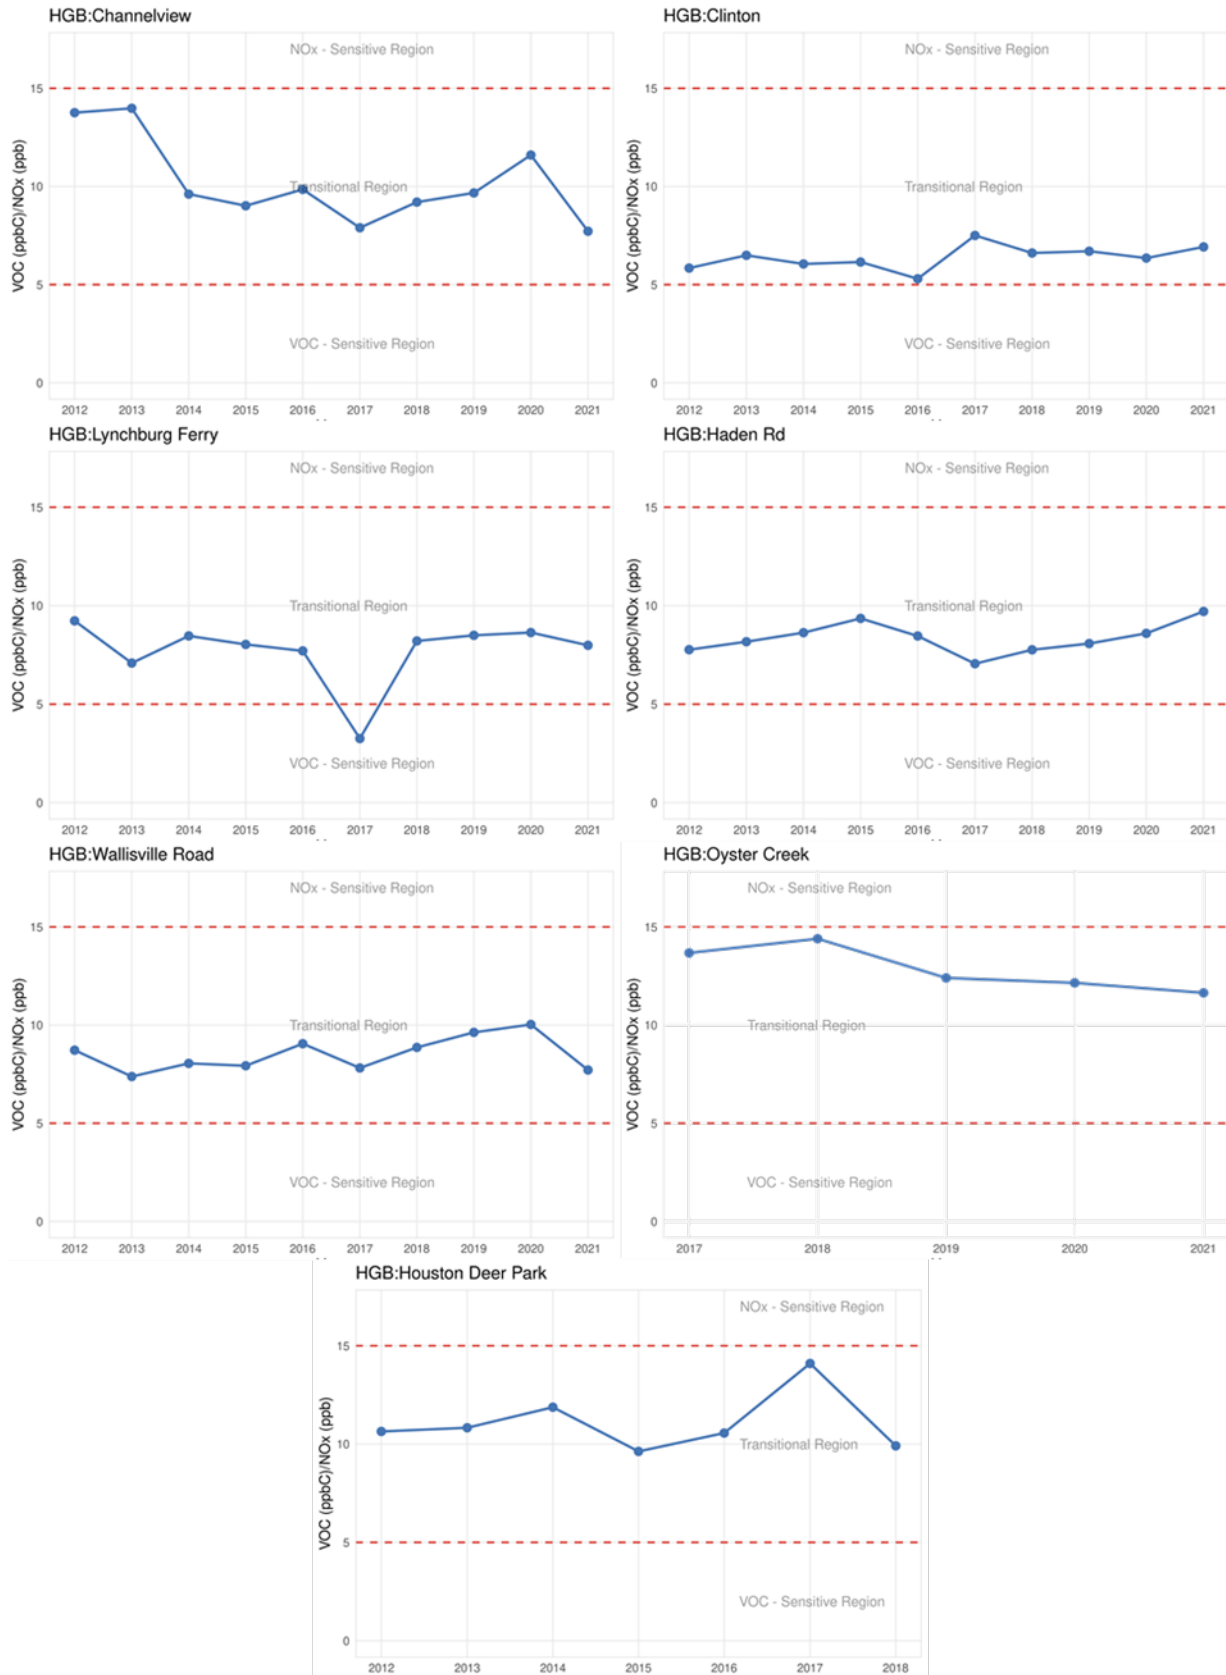 HGB:Channelview
NOx - Sensitive Region
15
10
Transitional Region
5
VOC - Sensitive Region
0
VOC (ppbC)/NOx (ppb)
2012 2013 2014 2015 2016 2017 2018 2019 2020 2021
HGB:Clinton
NOx - Sensitive Region
15
10
Transitional Region
5
VOC - Sensitive Region
0
VOC (ppbC)/NOx (ppb)
2012 2013 2014 2015 2016 2017 2018 2019 2020 2021
HGB:Lynchburg Ferry
NOx - Sensitive Region
15
10
Transitional Region
5
VOC - Sensitive Region
0
VOC (ppbC)/NOx (ppb)
2012 2013 2014 2015 2016 2017 2018 2019 2020 2021
HGB:Haden Rd
NOx - Sensitive Region
15
10
Transitional Region
5
VOC - Sensitive Region
0
VOC (ppbC)/NOx (ppb)
2012 2013 2014 2015 2016 2017 2018 2019 2020 2021
HGB:Wallisville Road
NOx - Sensitive Region
15
10
Transitional Region
5
VOC - Sensitive Region
0
VOC (ppbC)/NOx (ppb)
2012 2013 2014 2015 2016 2017 2018 2019 2020 2021
HGB:Oyster Creek
NOx - Sensitive Region
15
10
Transitional Region
5
VOC - Sensitive Region
0
VOC (ppbC)/NOx (ppb)
2017 2018 2019 2020 2021
HGB:Houston Deer Park
NOx - Sensitive Region
15
10
Transitional Region
5
VOC - Sensitive Region
0
VOC (ppbC)/NOx (ppb)
2012 2013 2014 2015 2016 2017 2018